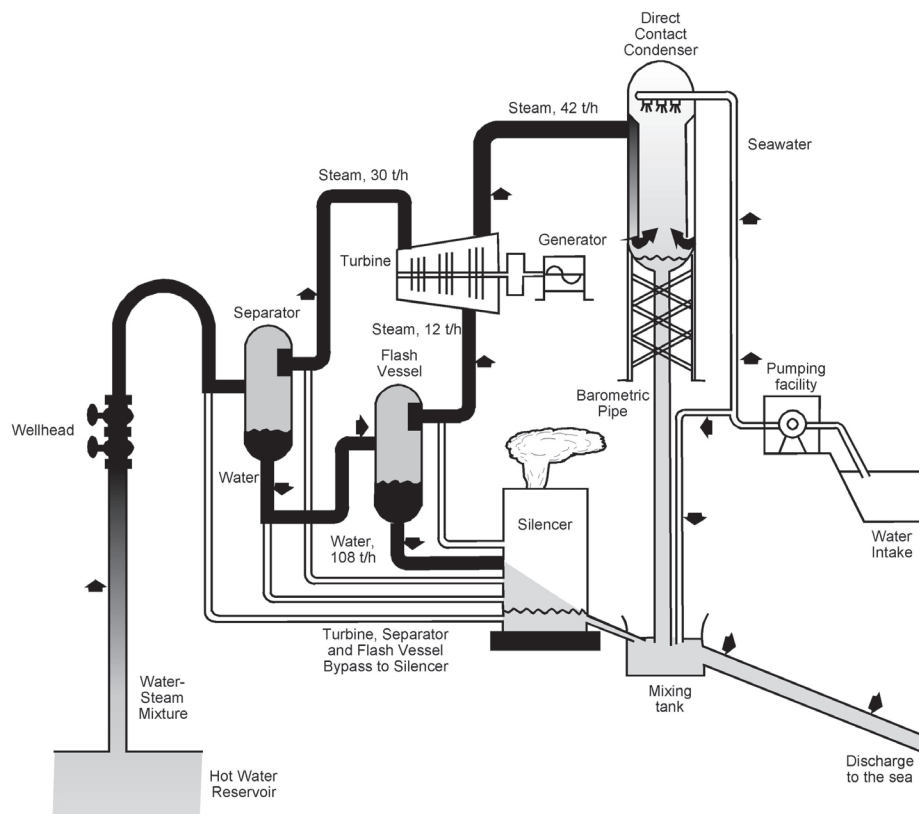 Direct
Contact
Condenser
Steam, 42 t/h
Seawater
Steam, 30 t/h
Turbine
Generator
Separator
Steam, 12 t/h
Flash
Vessel
Pumping
facility
Barometric
Pipe
Wellhead
Water
Silencer
Water
Intake
Water,
108 t/h
Turbine, Separator
and Flash Vessel
Bypass to Silencer
Water-
Steam
Mixture
Mixing
tank
Hot Water
Reservoir
Discharge
to the sea